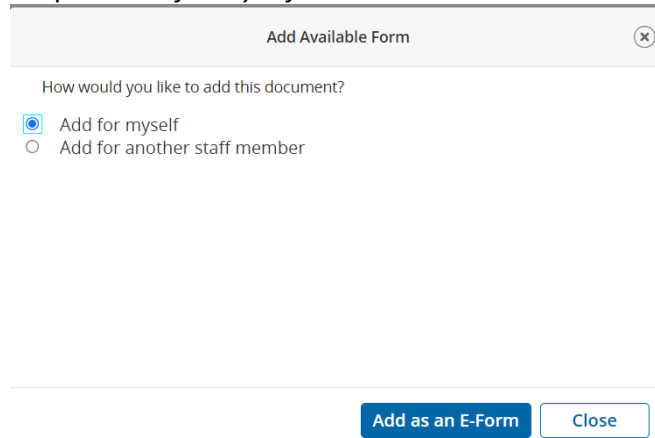 Add Available Form
How would you like to add this document?
Add for myself
Add for another staff member
Add as an E-Form
Close